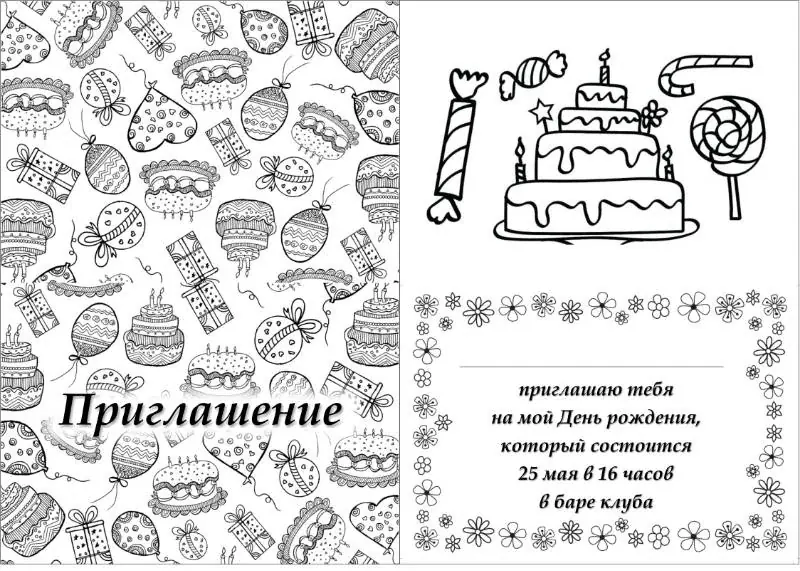 Приглашение
приглашаю тебя
на мой День рождения,
который состоится
25 мая в 16 часов
в баре клуба